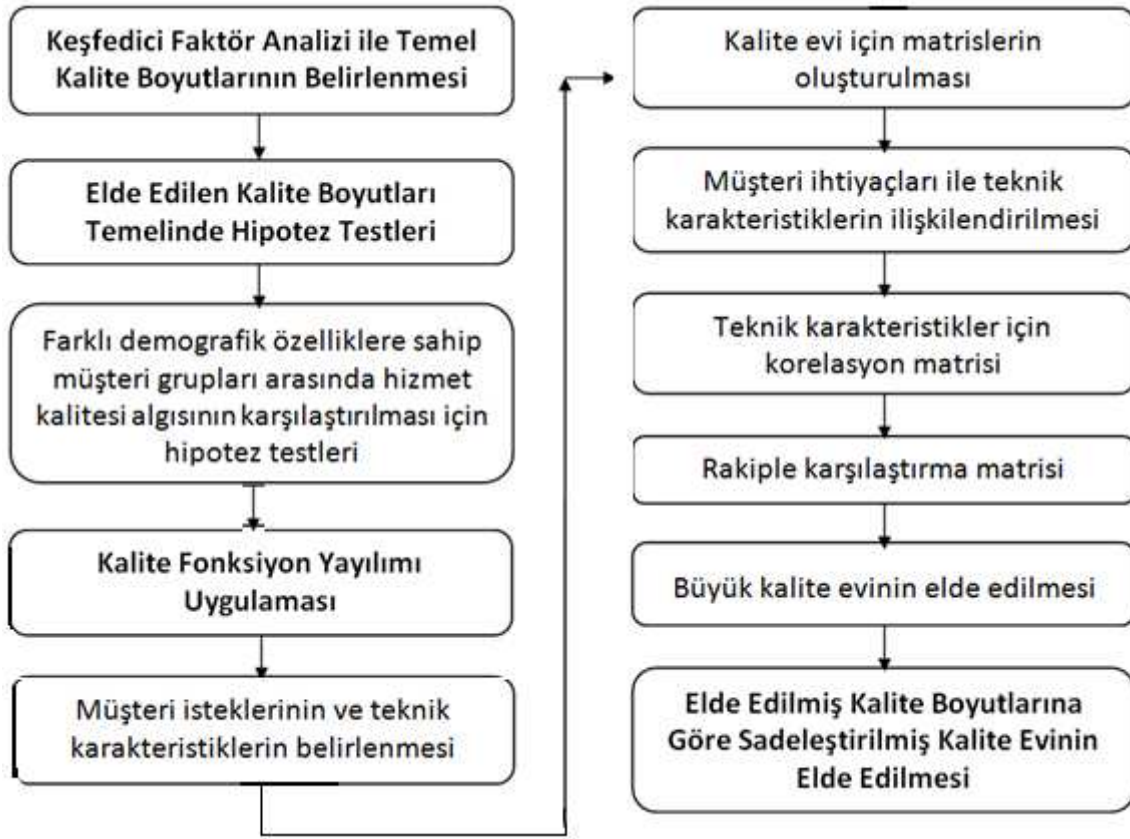 Keşfedici Faktör Analizi ile Temel
Kalite Boyutlarının Belirlenmesi
Elde Edilen Kalite Boyutları
Temelinde Hipotez Testleri
Farklı demografik özelliklere sahip
müşteri grupları arasında hizmet
kalitesi algısının karşılaştırılması için
hipotez testleri
Kalite Fonksiyon Yayılımı
Uygulaması
Müşteri isteklerinin ve teknik
karakteristiklerin belirlenmesi
Kalite evi için matrislerin
oluşturulması
Müşteri ihtiyaçları ile teknik
karakteristiklerin ilişkilendirilmesi
Teknik karakteristikler için
korelasyon matrisi
Rakiple karşılaştırma matrisi
Büyük kalite evinin elde edilmesi
Elde Edilmiş Kalite Boyutlarına
Göre Sadeleştirilmiş Kalite Evinin
Elde Edilmesi